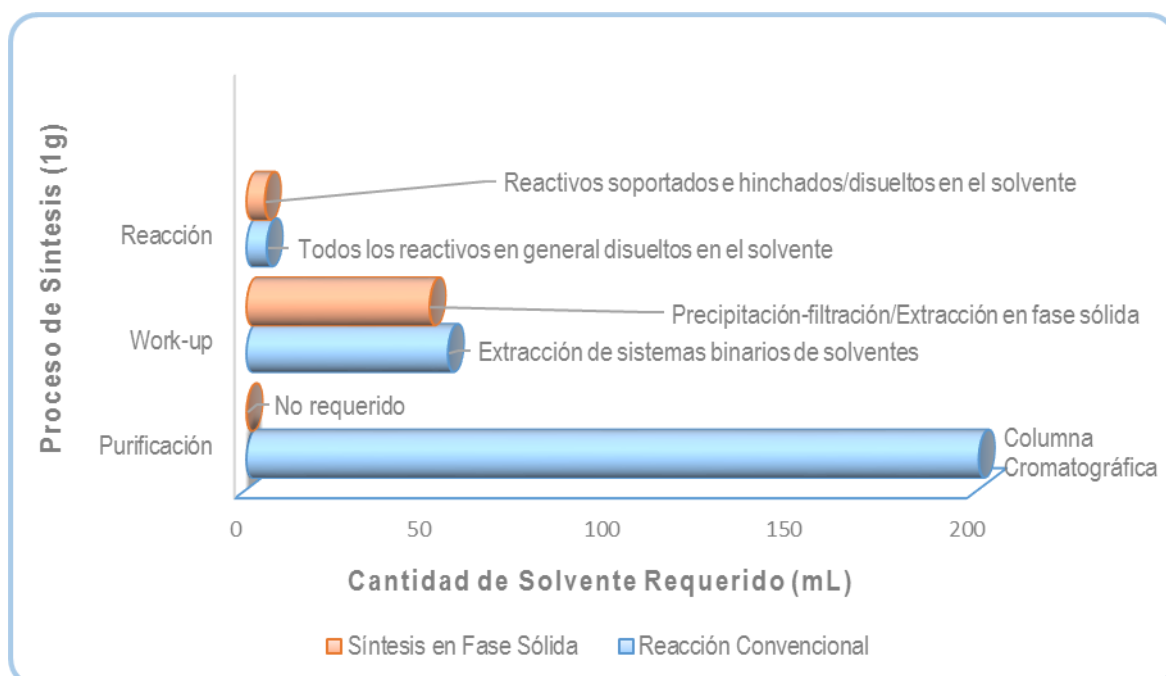 Proceso de Síntesis (1g)
Reactivos soportados e hinchados/disueltos en el solvente
Reacción
Todos los reactivos en general disueltos en el solvente
Precipitación-filtración/Extracción en fase sólida
Work-up
Extracción de sistemas binarios de solventes
No requerido
Purificación
Columna
Cromatográfica
0 50 100 150 200
Cantidad de Solvente Requerido (mL)
Síntesis en Fase Sólida Reacción Convencional